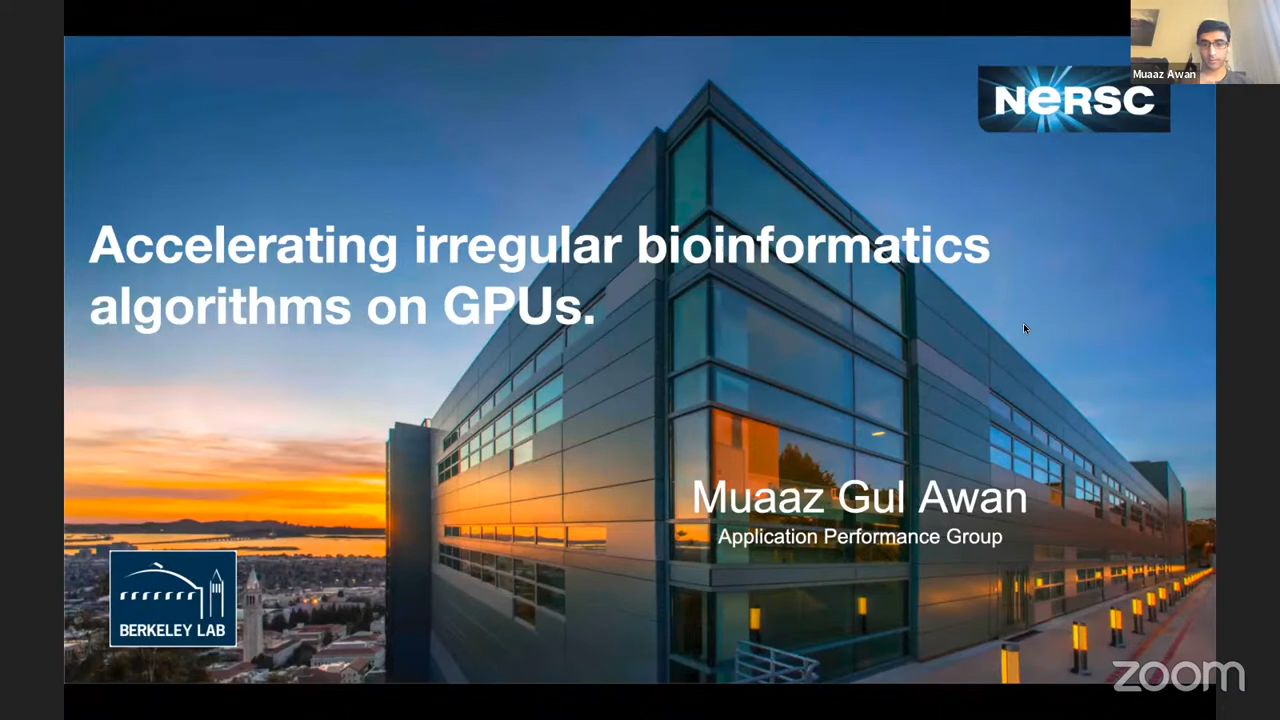 Muaaz Awan
NERSC
Accelerating irregular bioinformatics
algorithms on GPUs.
Muaaz Gul Awan
Application Performance Group
BERKELEY LAB
zoom